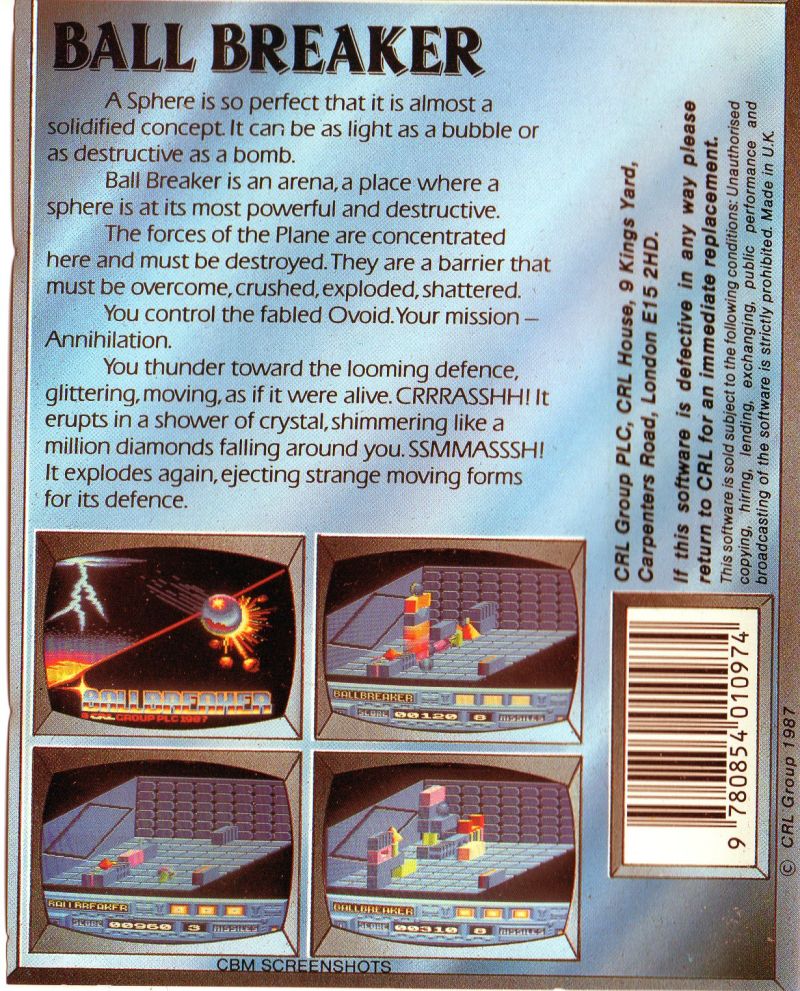 BALL BREAKER
A Sphere is so perfect that it is almost a
solidified concept. It can be as light as a bubble or
as destructive as a bomb.
Ball Breaker is an arena, a place where a
sphere is at its most powerful and destructive.
The forces of the Plane are concentrated
here and must be destroyed. They are a barrier that
must be overcome, crushed, exploded, shattered.
You control the fabled Ovoid. Your mission –
Annihilation.
You thunder toward the looming defence,
glittering, moving, as if it were alive. CRRRASSHH! It
erupts in a shower of crystal, shimmering like a
million diamonds falling around you. SSMMASSSH!
It explodes again, ejecting strange moving forms
for its defence.
BALLBREAKER
© CRL GROUP PLC 1987
BALLBREAKER
SCORE 00120 8 MISSILES
BALLBREAKER
SCORE 00960 3 MISSILES
BALLBREAKER
SCORE 00310 8 MISSILES
CBM SCREENSHOTS
CRL Group PLC, CRL House, 9 Kings Yard,
Carpenters Road, London E15 2HD.
If this software is defective in any way please
return to CRL for an immediate replacement.
This software is sold subject to the following conditions: Unauthorised
copying, hiring, lending, exchanging, public performance and
broadcasting of the software is strictly prohibited. Made in U.K.
9 780854 010974
© CRL Group 1987